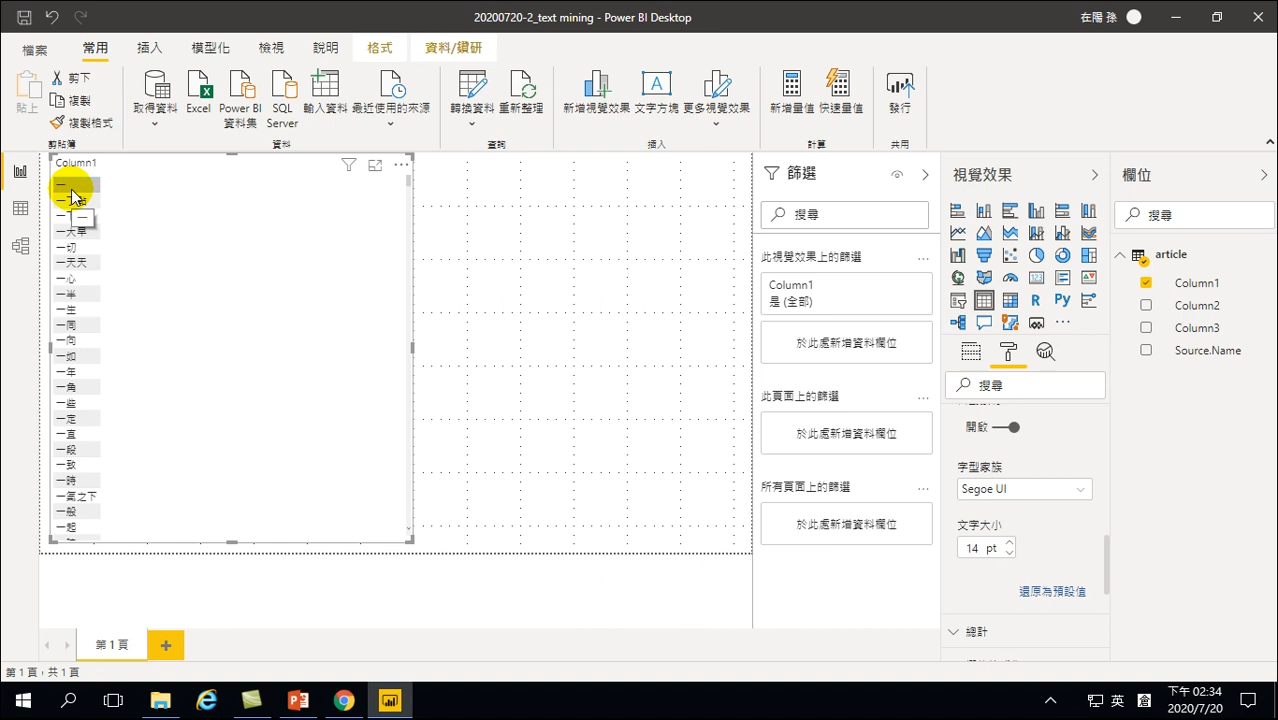 20200720-2_text mining - Power BI Desktop
在陽 孫
檔案 常用 插入 模型化 檢視 說明 格式 資料/鑽研
貼上
剪下
複製
複製格式
取得資料
Excel
Power BI
資料集
SQL
Server
輸入資料
最近使用的來源
轉換資料
重新整理
新增視覺效果
文字方塊
更多視覺效果
新增量值
快速量值
發行
剪貼簿 資料 查詢 插入 計算 共用
Column1
一
一大早
一切
一天天
一心
一半
一生
一同
一向
一如
一年
一角
一些
一定
一直
一段
一致
一時
一氣之下
一般
一起
篩選
搜尋
此視覺效果上的篩選 ...
Column1
是 (全部)
於此處新增資料欄位
此頁面上的篩選 ...
於此處新增資料欄位
所有頁面上的篩選 ...
於此處新增資料欄位
視覺效果
R
Py
搜尋
開啟
字型家族
Segoe UI
文字大小
14 pt
還原為預設值
總計
欄位
搜尋
article
Column1
Column2
Column3
Source.Name
第 1 頁
第 1 頁，共 1 頁
英
下午 02:34
2020/7/20